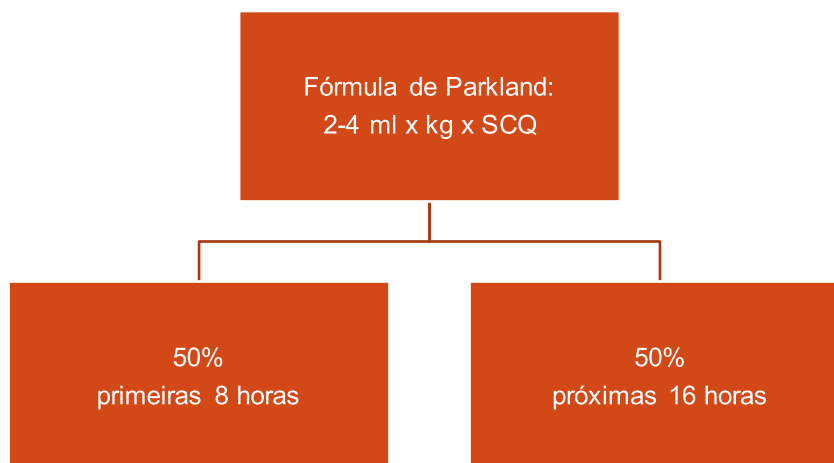 Fórmula de Parkland:
2-4 ml x kg x SCQ
50%
primeiras 8 horas
50%
próximas 16 horas